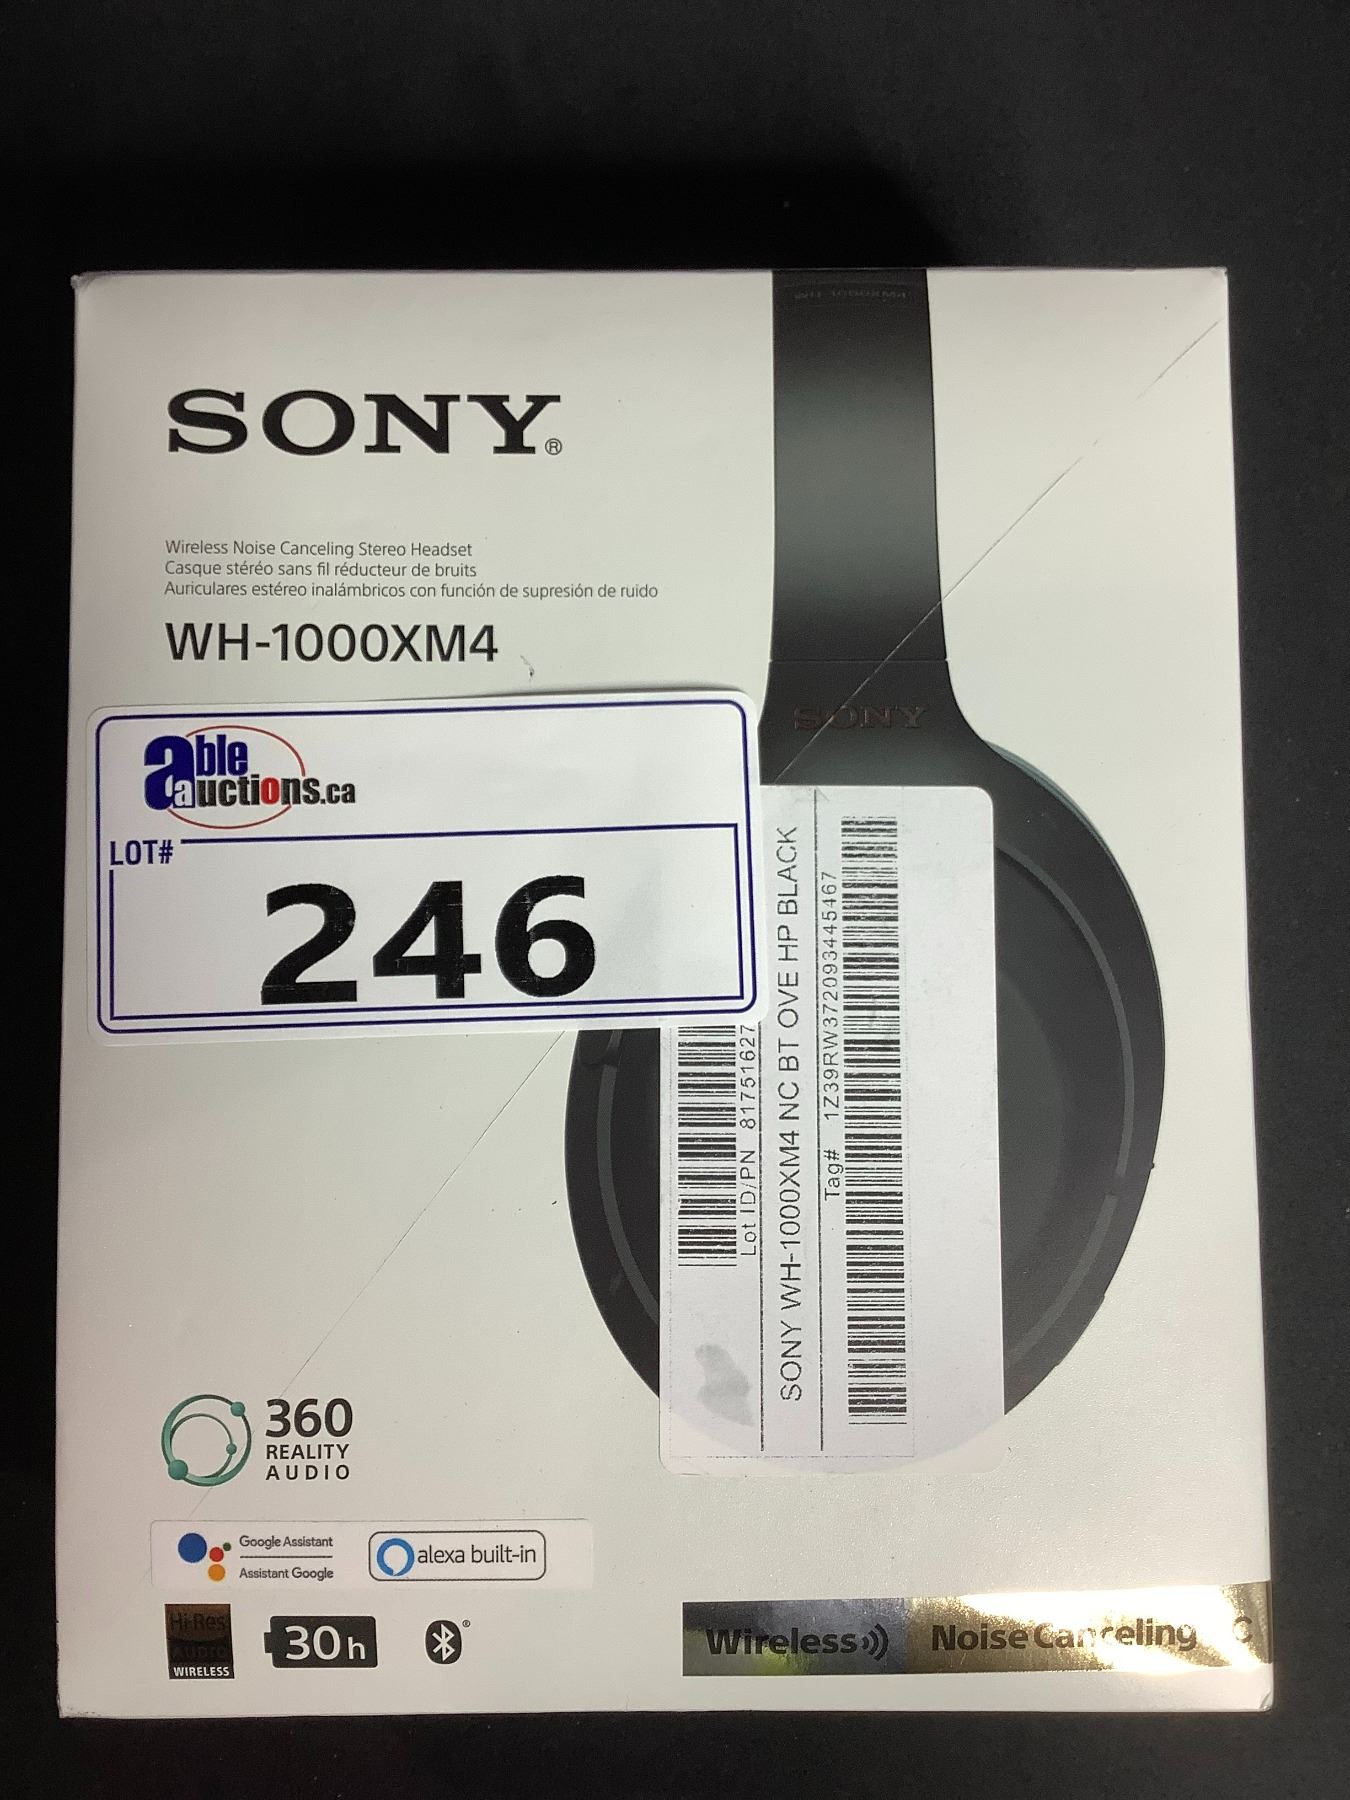 WH-1000XM4
SONY®
Wireless Noise Canceling Stereo Headset
Casque stéréo sans fil réducteur de bruits
Auriculares estéreo inalámbricos con función de supresión de ruido
WH-1000XM4
SONY
able
auctions.ca
LOT#
246
Lot ID/PN 81751627
SONY WH-1000XM4 NC BT OVE HP BLACK
Tag# 1Z39RW372093445467
360
REALITY
AUDIO
Google Assistant
Assistant Google
alexa built-in
Hi-Res
AUDIO
WIRELESS
30h
Wireless
Noise Canceling C